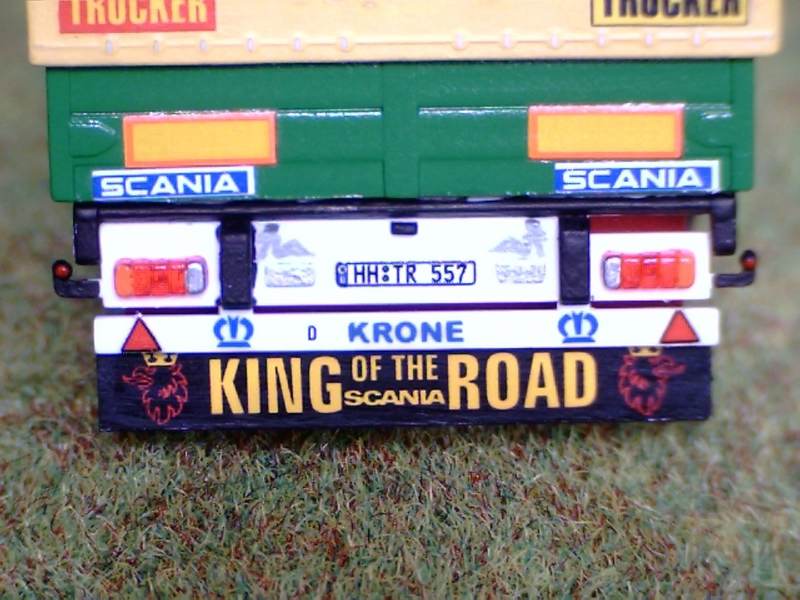 TRUCKER TRUCKER
SCANIA SCANIA
HH:TR 557
D KRONE
KING OF THE ROAD
SCANIA